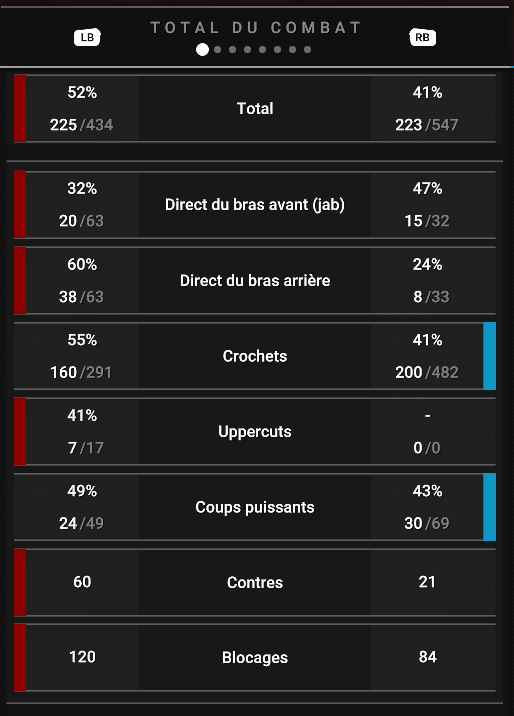 TOTAL DU COMBAT
LB
RB
52%
225/434
Total
41%
223/547
32%
20/63
Direct du bras avant (jab)
47%
15/32
60%
38/63
Direct du bras arrière
24%
8/33
55%
160/291
Crochets
41%
200/482
41%
7/17
Uppercuts
-
0/0
49%
24/49
Coups puissants
43%
30/69
60
Contres
21
120
Blocages
84